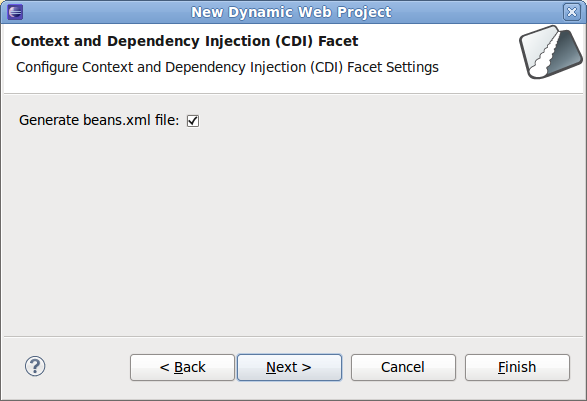 New Dynamic Web Project
Context and Dependency Injection (CDI) Facet
Configure Context and Dependency Injection (CDI) Facet Settings
Generate beans.xml file:
? < Back Next > Cancel Finish